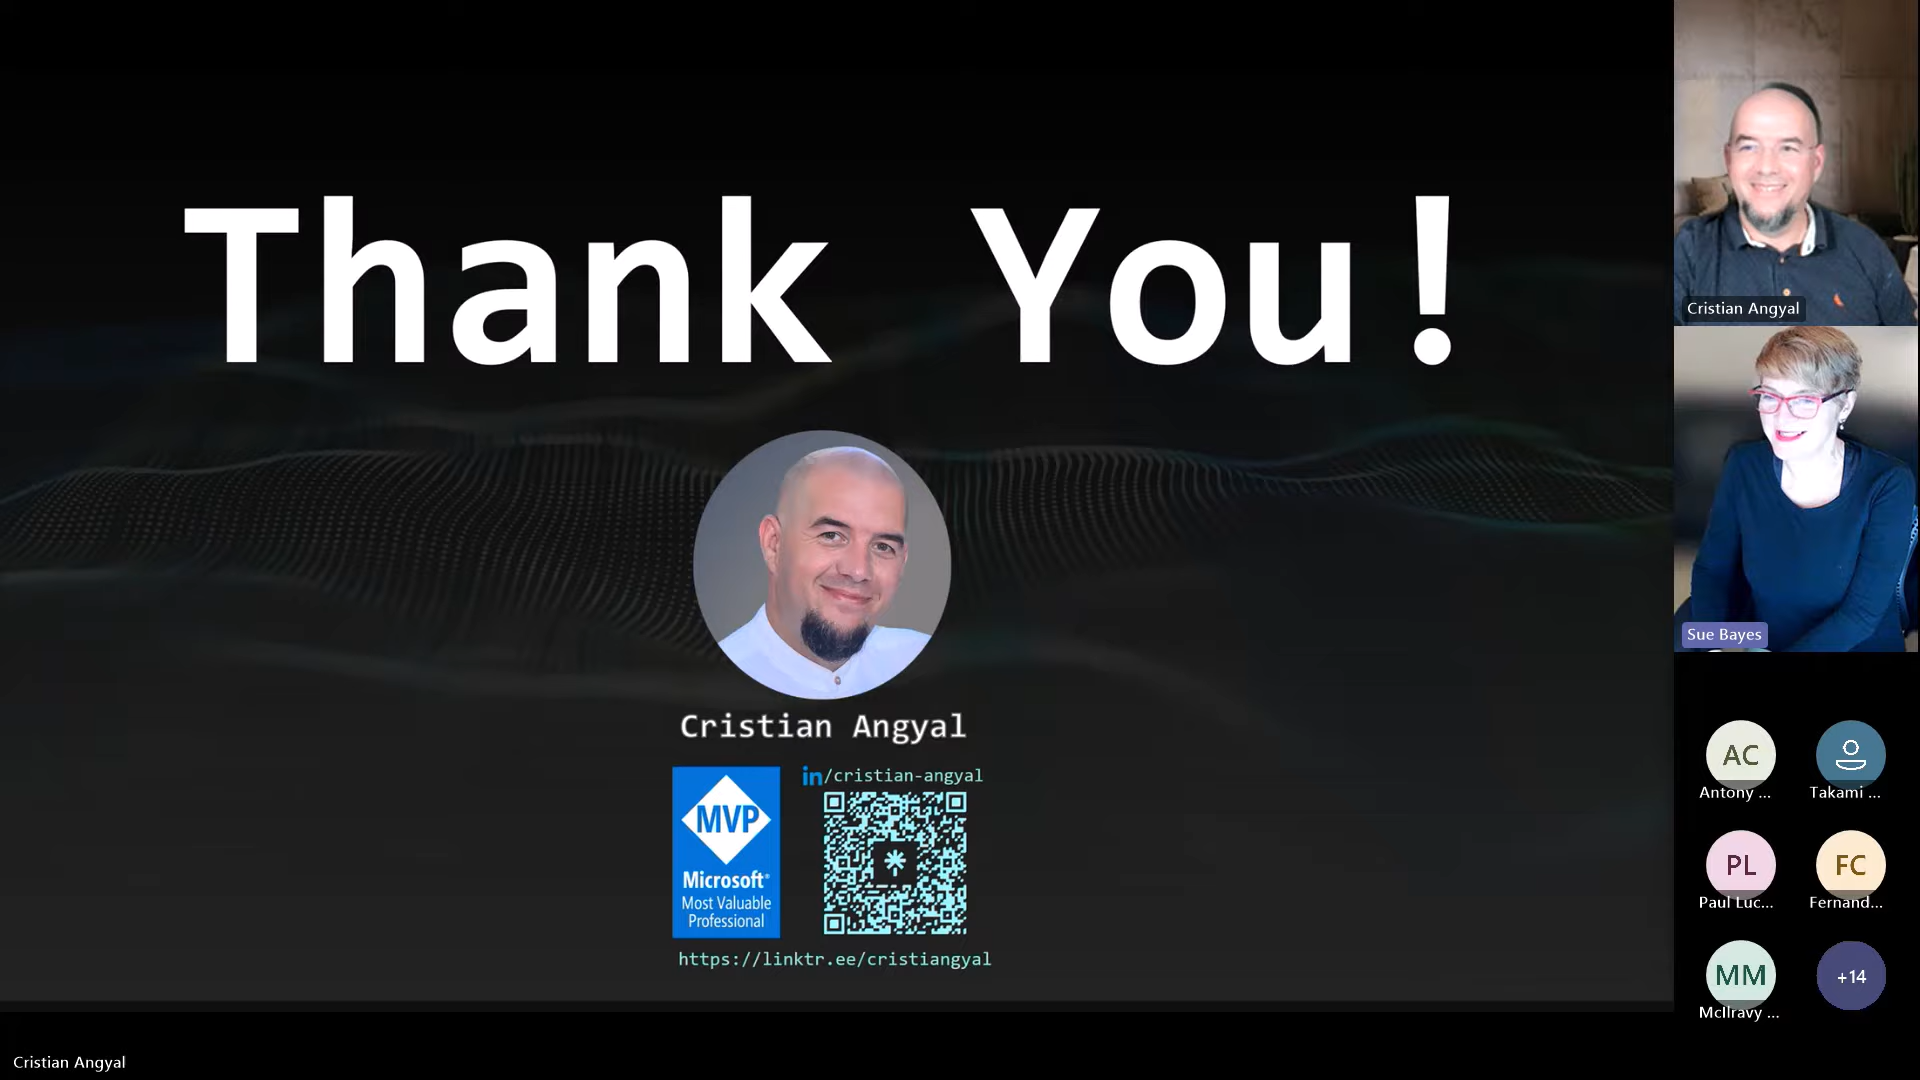 Thank You!
Cristian Angyal
in/cristian-angyal
MVP
Microsoft®
Most Valuable
Professional
https://linktr.ee/cristiangyal
Cristian Angyal
Sue Bayes
AC
Antony ...
Takami ...
PL
Paul Luc...
FC
Fernand...
MM
McIlravy ...
+14
Cristian Angyal